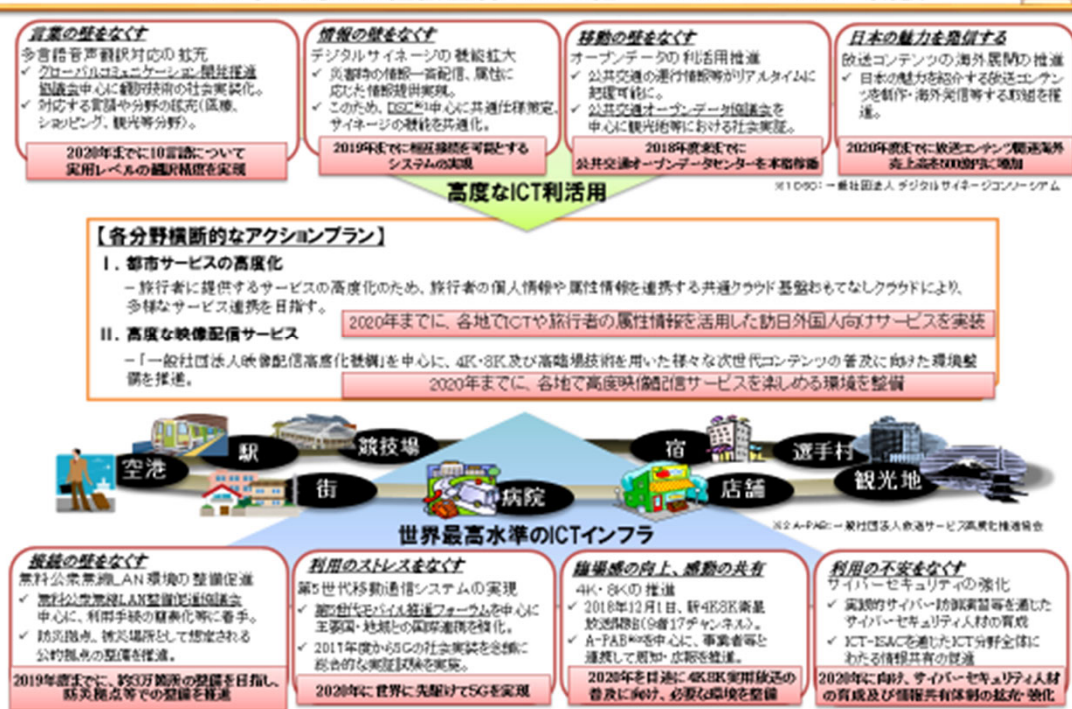 言葉の壁をなくす
多言語音声翻訳対応の拡充
✓ グローバルコミュニケーション開発推進
協議会中心に翻訳技術の社会実装化。
✓ 対応する言語や分野の拡充(医療、
ショッピング、観光等分野)。
2020年までに10言語について
実用レベルの翻訳精度を実現
情報の壁をなくす
デジタルサイネージの機能拡大
✓ 災害時の情報一斉配信、属性に
応じた情報提供実現。
✓ このため、DSC※1中心に共通仕様策定、
サイネージの機能を共通化。
2019年までに相互接続を可能とする
システムの実現
移動の壁をなくす
オープンデータの利活用推進
✓ 公共交通の運行情報等がリアルタイムに
把握可能に。
✓ 公共交通オープンデータ協議会を
中心に観光地等における社会実証。
2018年度末までに
公共交通オープンデータセンターを本格稼働
日本の魅力を発信する
放送コンテンツの海外展開の推進
✓ 日本の魅力を紹介する放送コンテン
ツを制作・海外発信等する取組を推
進。
2020年度までに放送コンテンツ関連海外
売上高を500億円に増加
※1 DSC:一般社団法人デジタルサイネージコンソーシアム
高度なICT利活用
【各分野横断的なアクションプラン】
I. 都市サービスの高度化
-旅行者に提供するサービスの高度化のため、旅行者の個人情報や属性情報を連携する共通クラウド基盤おもてなしクラウドにより、
多様なサービス連携を目指す。
2020年までに、各地でICTや旅行者の属性情報を活用した訪日外国人向けサービスを実装
II. 高度な映像配信サービス
-「一般社団法人映像配信高度化機構」を中心に、4K・8K及び高臨場技術を用いた様々な次世代コンテンツの普及に向けた環境整
備を推進。
2020年までに、各地で高度映像配信サービスを楽しめる環境を整備
空港
駅
競技場
街
病院
宿
店舗
選手村
観光地
世界最高水準のICTインフラ
※2 A-PAB:一般社団法人放送サービス高度化推進協会
接続の壁をなくす
無料公衆無線LAN環境の整備促進
✓ 無料公衆無線LAN整備促進協議会
中心に、利用手続の簡素化等に着手。
✓ 防災拠点、被災場所として想定される
公的拠点の整備を推進。
2019年度までに、約3万箇所の整備を目指し、
防災拠点等での整備を推進
利用のストレスをなくす
第5世代移動通信システムの実現
✓ 第5世代モバイル推進フォーラムを中心に
主要国・地域との国際連携を強化。
✓ 2017年度から5Gの社会実装を念頭に
総合的な実証試験を実施。
2020年に世界に先駆けて5Gを実現
臨場感の向上、感動の共有
4K・8Kの推進
✓ 2018年12月1日、新4K8K衛星
放送開始(9者17チャンネル)。
✓ A-PAB※2を中心に、事業者等と
連携して周知・広報を推進。
2020年を目途に4K8K実用放送の
普及に向け、必要な環境を整備
利用の不安をなくす
サイバーセキュリティの強化
✓ 実践的サイバー防御演習等を通じた
サイバーセキュリティ人材の育成
✓ ICT-ISACを通じたICT分野全体に
わたる情報共有の促進
2020年に向け、サイバーセキュリティ人材
の育成及び情報共有体制の拡充・強化